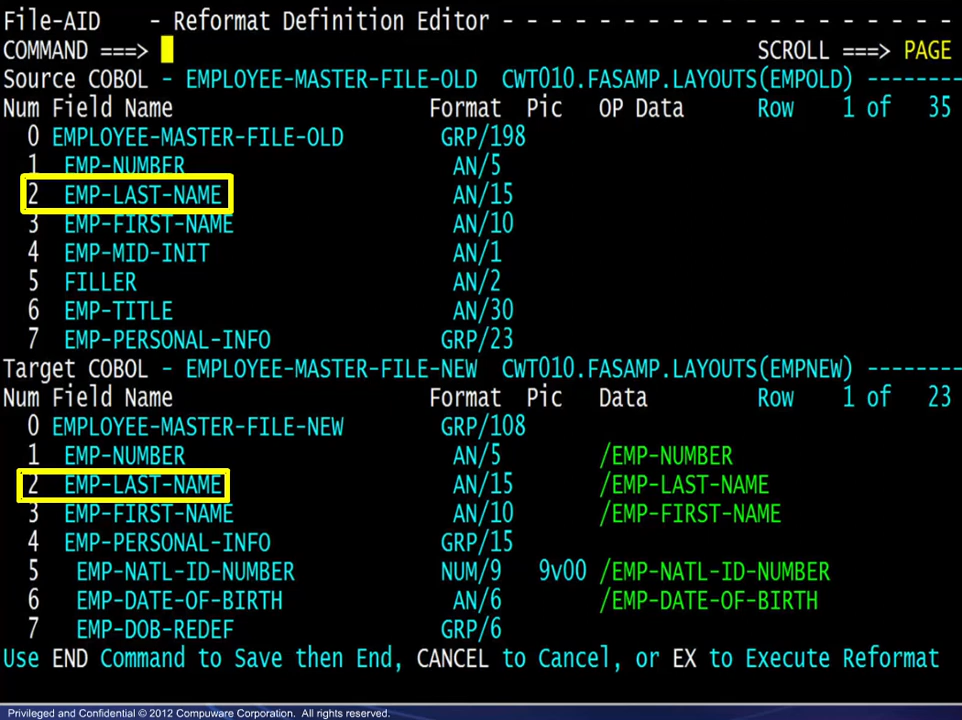 File-AID - Reformat Definition Editor - - - - - - - - - - - - - - - - - - -
COMMAND ===> SCROLL ===> PAGE
Source COBOL - EMPLOYEE-MASTER-FILE-OLD CWT010.FASAMP.LAYOUTS(EMPOLD) --------
Num Field Name Format Pic OP Data Row 1 of 35
0 EMPLOYEE-MASTER-FILE-OLD GRP/198
1 EMP-NUMBER AN/5
2 EMP-LAST-NAME AN/15
3 EMP-FIRST-NAME AN/10
4 EMP-MID-INIT AN/1
5 FILLER AN/2
6 EMP-TITLE AN/30
7 EMP-PERSONAL-INFO GRP/23
Target COBOL - EMPLOYEE-MASTER-FILE-NEW CWT010.FASAMP.LAYOUTS(EMPNEW) --------
Num Field Name Format Pic Data Row 1 of 23
0 EMPLOYEE-MASTER-FILE-NEW GRP/108
1 EMP-NUMBER AN/5 /EMP-NUMBER
2 EMP-LAST-NAME AN/15 /EMP-LAST-NAME
3 EMP-FIRST-NAME AN/10 /EMP-FIRST-NAME
4 EMP-PERSONAL-INFO GRP/15
5 EMP-NATL-ID-NUMBER NUM/9 9v00 /EMP-NATL-ID-NUMBER
6 EMP-DATE-OF-BIRTH AN/6 /EMP-DATE-OF-BIRTH
7 EMP-DOB-REDEF GRP/6
Use END Command to Save then End, CANCEL to Cancel, or EX to Execute Reformat
Privileged and Confidential © 2012 Compuware Corporation. All rights reserved.